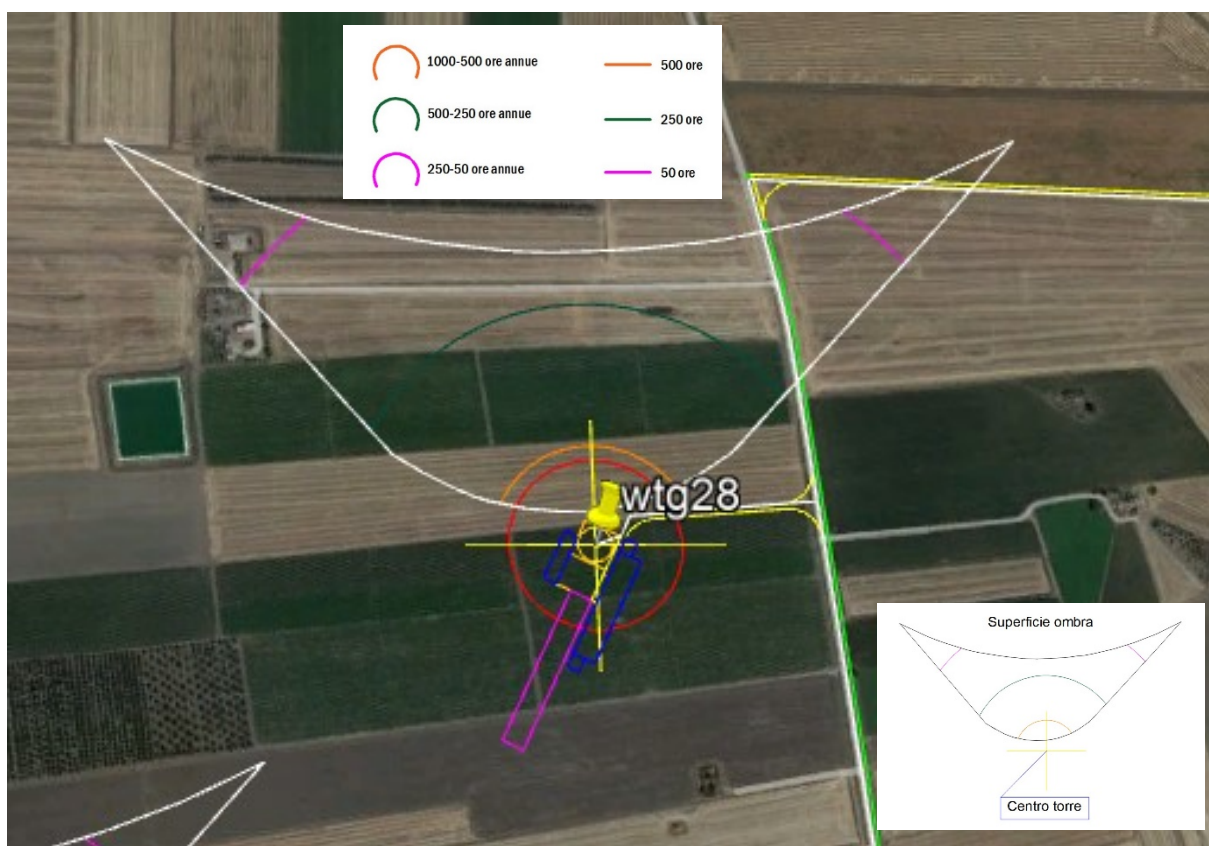 1000-500 ore annue
500 ore
500-250 ore annue
250 ore
250-50 ore annue
50 ore
wtg28
Superficie ombra
Centro torre